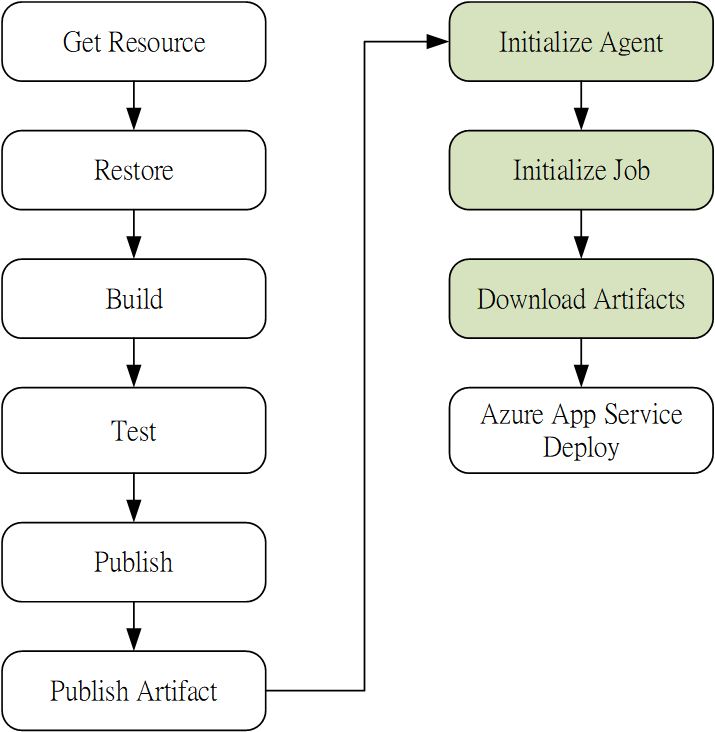 Get Resource
Restore
Build
Test
Publish
Publish Artifact
Initialize Agent
Initialize Job
Download Artifacts
Azure App Service
Deploy